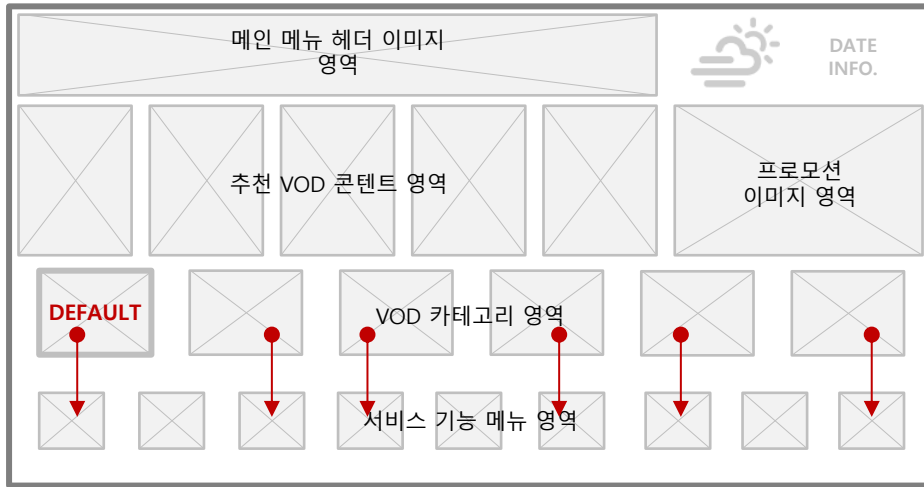 메인 메뉴 헤더 이미지
영역
DATE
INFO.
추천 VOD 콘텐트 영역
프로모션
이미지 영역
DEFAULT
VOD 카테고리 영역
서비스 기능 메뉴 영역